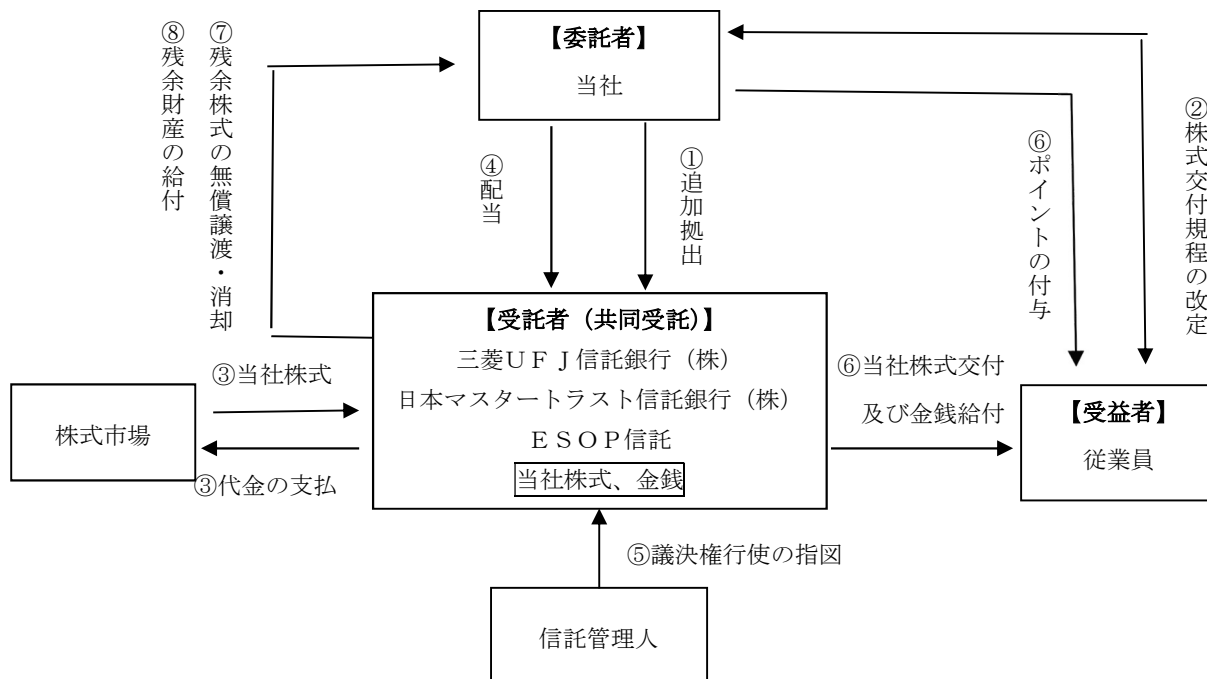 ⑧残余財産の給付
⑦残余株式の無償譲渡・消却
【委託者】
当社
④配当
①追加拠出
⑥ポイントの付与
②株式交付規程の改定
【受託者（共同受託）】
三菱ＵＦＪ信託銀行（株）
日本マスタートラスト信託銀行（株）
ＥＳＯＰ信託
当社株式、金銭
③当社株式
株式市場
③代金の支払
⑥当社株式交付
及び金銭給付
【受益者】
従業員
⑤議決権行使の指図
信託管理人